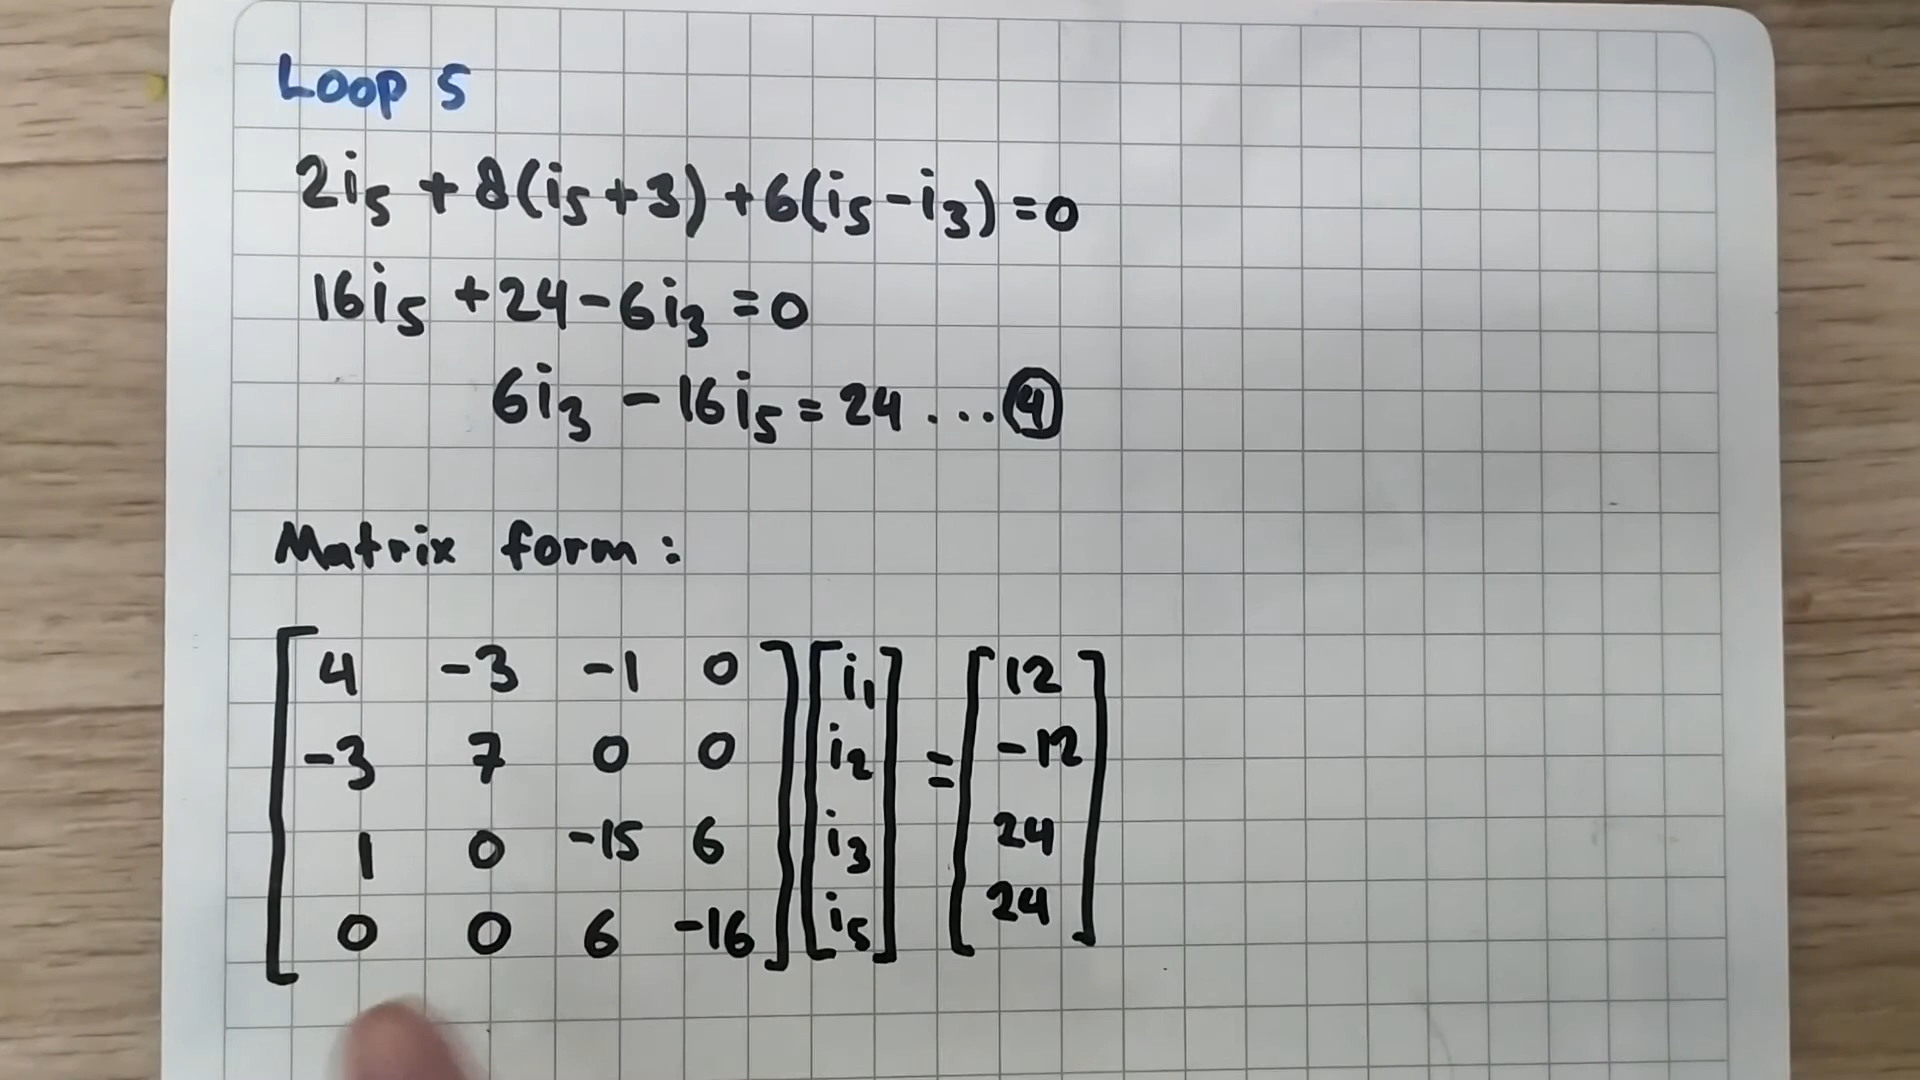 Loop 5
2i₅ + 8(i₅+3) + 6(i₅-i₃) = 0
16i₅ + 24 - 6i₃ = 0
6i₃ - 16i₅ = 24 ... ④
Matrix form :
4 -3 -1 0 i₁ 12
-3 7 0 0 i₂ = -12
1 0 -15 6 i₃ 24
0 0 6 -16 i₅ 24